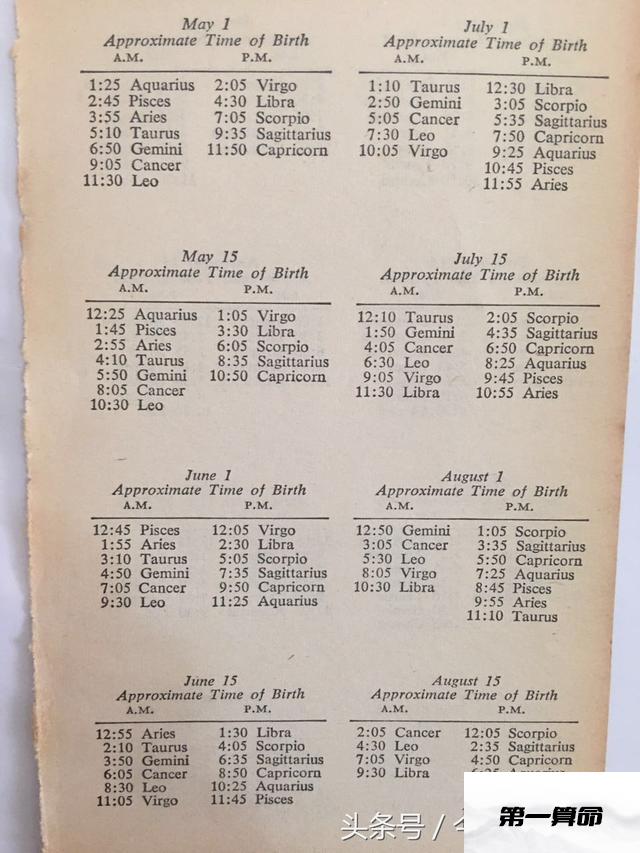 May 1
Approximate Time of Birth
A.M. P.M.
1:25 Aquarius 2:05 Virgo
2:45 Pisces 4:30 Libra
3:55 Aries 7:05 Scorpio
5:10 Taurus 9:35 Sagittarius
6:50 Gemini 11:50 Capricorn
9:05 Cancer
11:30 Leo
July 1
Approximate Time of Birth
A.M. P.M.
1:10 Taurus 12:30 Libra
2:50 Gemini 3:05 Scorpio
5:05 Cancer 5:35 Sagittarius
7:30 Leo 7:50 Capricorn
10:05 Virgo 9:25 Aquarius
10:45 Pisces
11:55 Aries
May 15
Approximate Time of Birth
A.M. P.M.
12:25 Aquarius 1:05 Virgo
1:45 Pisces 3:30 Libra
2:55 Aries 6:05 Scorpio
4:10 Taurus 8:35 Sagittarius
5:50 Gemini 10:50 Capricorn
8:05 Cancer
10:30 Leo
July 15
Approximate Time of Birth
A.M. P.M.
12:10 Taurus 2:05 Scorpio
1:50 Gemini 4:35 Sagittarius
4:05 Cancer 6:50 Capricorn
6:30 Leo 8:25 Aquarius
9:05 Virgo 9:45 Pisces
11:30 Libra 10:55 Aries
June 1
Approximate Time of Birth
A.M. P.M.
12:45 Pisces 12:05 Virgo
1:55 Aries 2:30 Libra
3:10 Taurus 5:05 Scorpio
4:50 Gemini 7:35 Sagittarius
7:05 Cancer 9:50 Capricorn
9:30 Leo 11:25 Aquarius
August 1
Approximate Time of Birth
A.M. P.M.
12:50 Gemini 1:05 Scorpio
3:05 Cancer 3:35 Sagittarius
5:30 Leo 5:50 Capricorn
8:05 Virgo 7:25 Aquarius
10:30 Libra 8:45 Pisces
9:55 Aries
11:10 Taurus
June 15
Approximate Time of Birth
A.M. P.M.
12:55 Aries 1:30 Libra
2:10 Taurus 4:05 Scorpio
3:50 Gemini 6:35 Sagittarius
6:05 Cancer 8:50 Capricorn
8:30 Leo 10:25 Aquarius
11:05 Virgo 11:45 Pisces
August 15
Approximate Time of Birth
A.M. P.M.
2:05 Cancer 12:05 Scorpio
4:30 Leo 2:35 Sagittarius
7:05 Virgo 4:50 Capricorn
9:30 Libra
头条号 /
第一算命